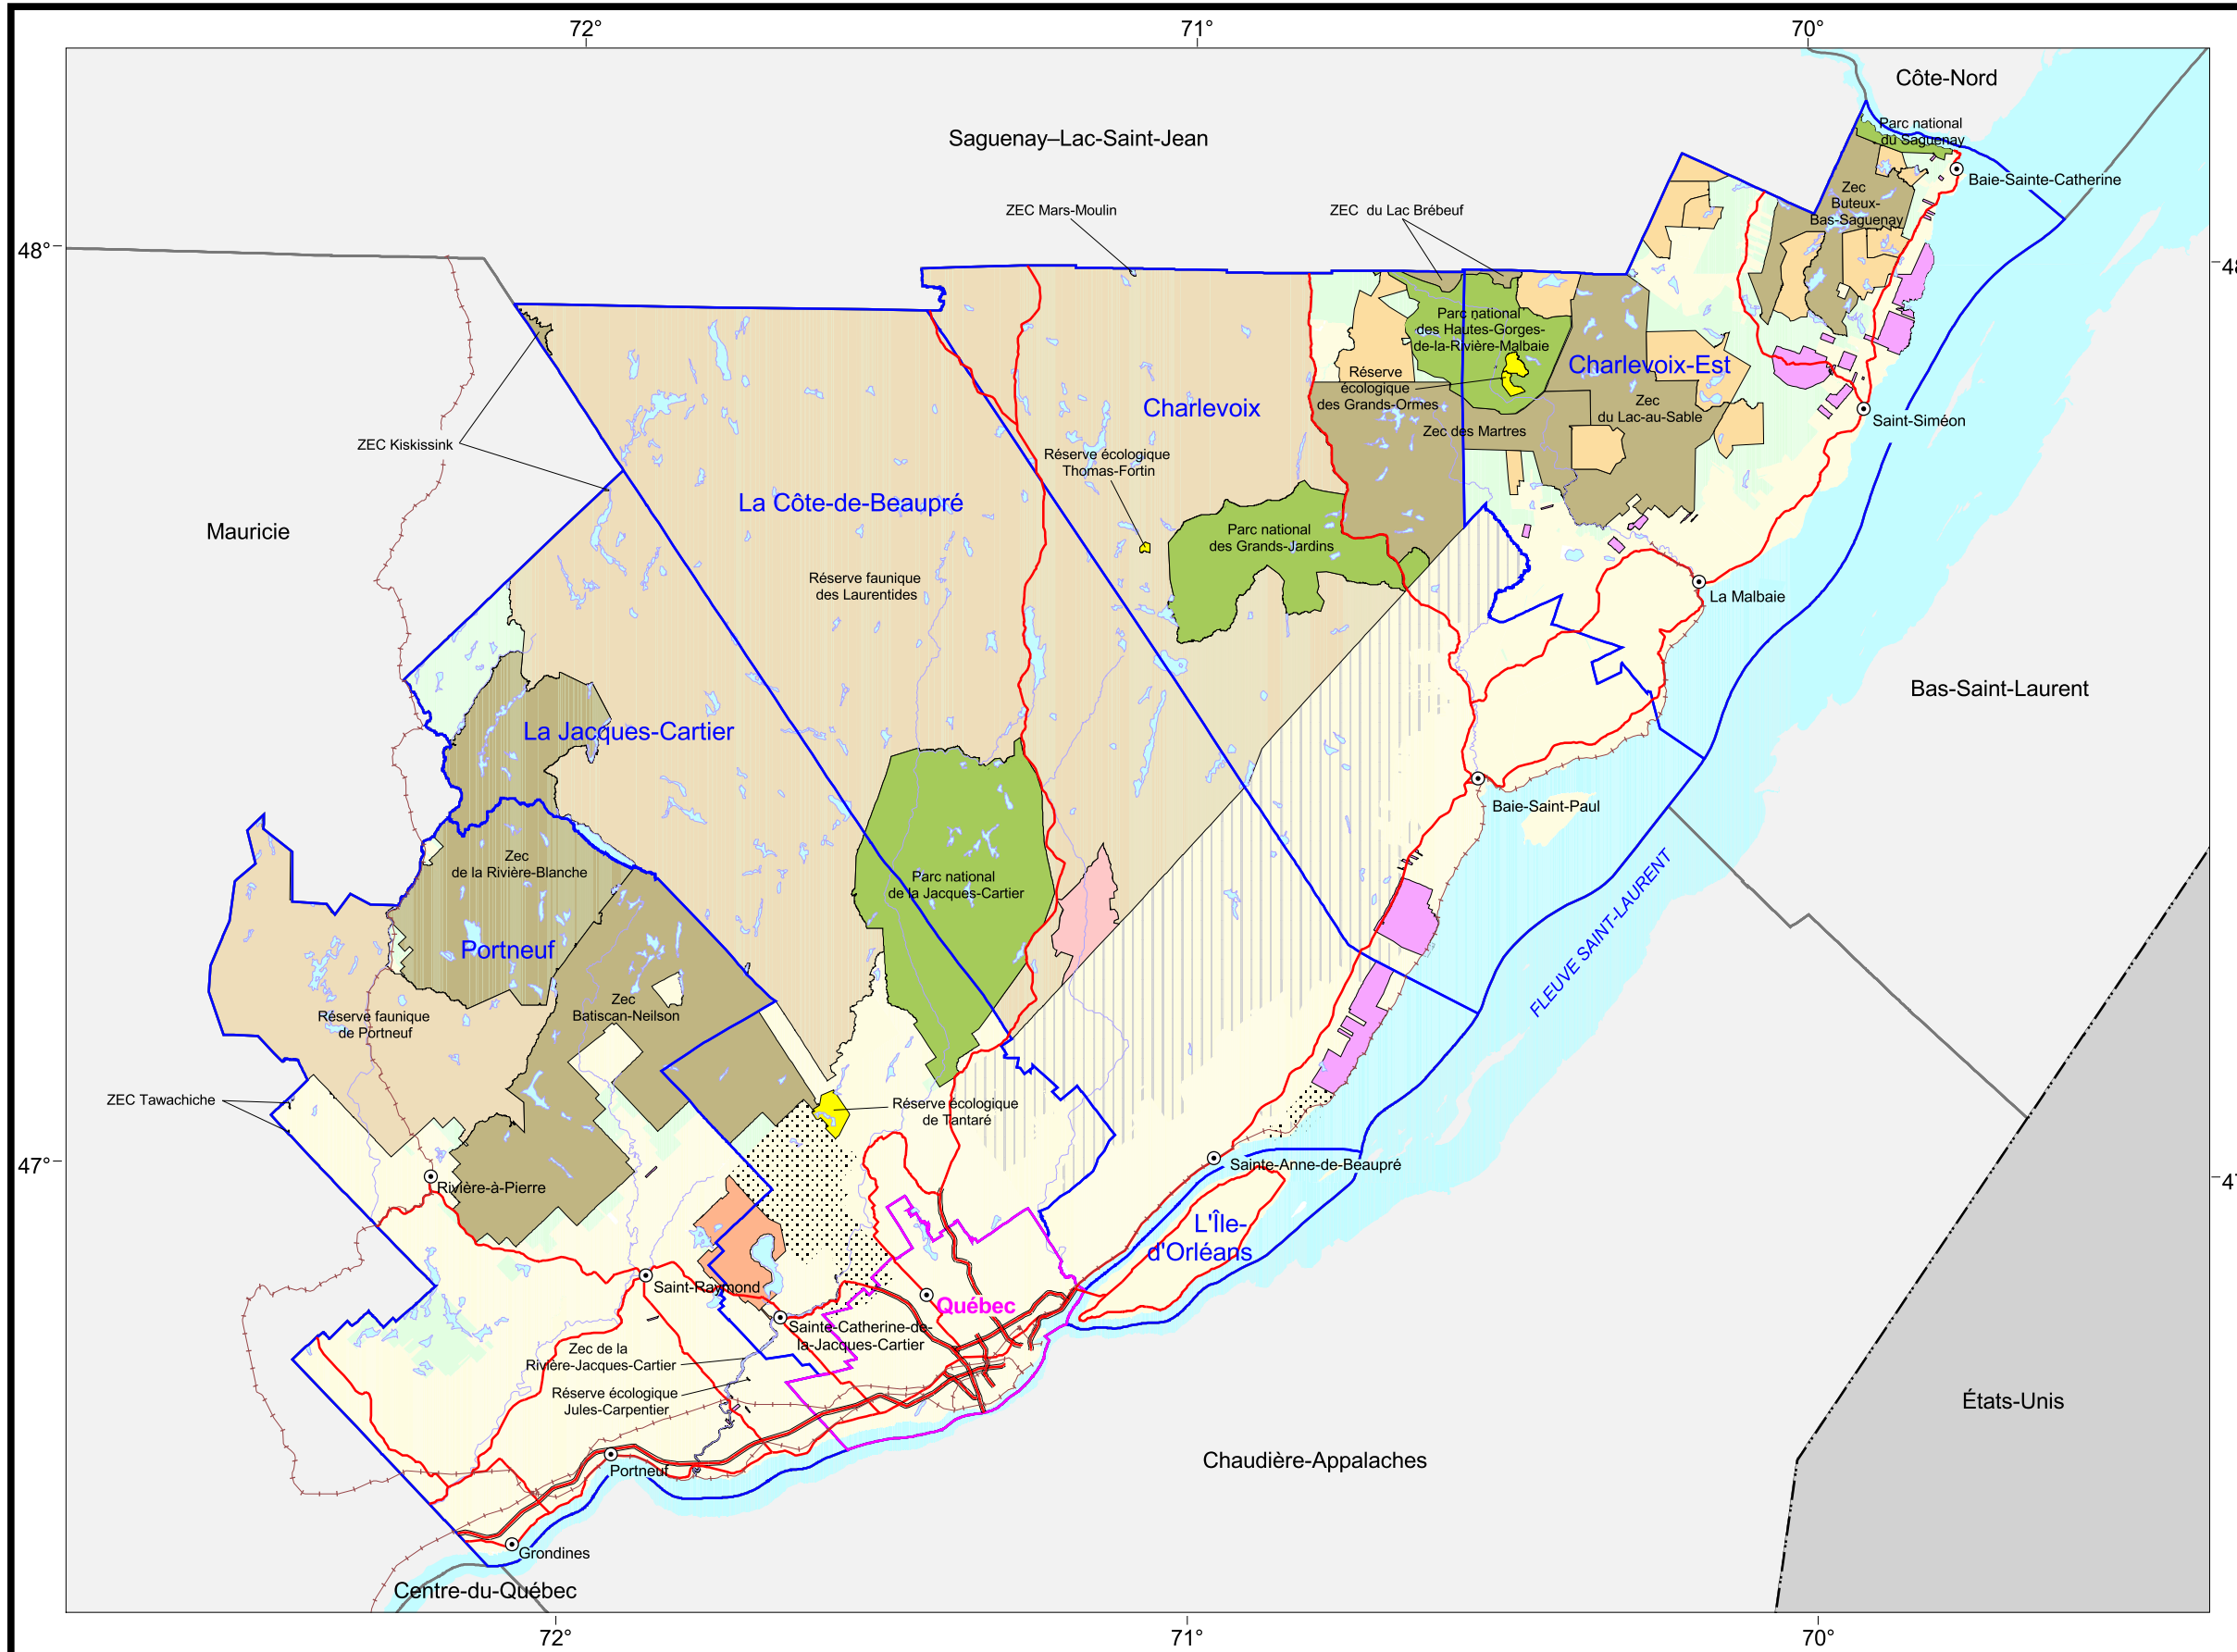 72°
71°
70°
Côte-Nord
Parc national
du Saguenay
Saguenay–Lac-Saint-Jean
Baie-Sainte-Catherine
Zec
Buteux-
Bas-Saguenay
ZEC Mars-Moulin
ZEC du Lac Brébeuf
48°
48
Parc national
des Hautes-Gorges-
de-la-Rivière-Malbaie
Charlevoix-Est
Réserve
écologique
des Grands-Ormes
Charlevoix
Zec
du Lac-au-Sable
Saint-Siméon
Zec des Martres
ZEC Kiskissink
Réserve écologique
Thomas-Fortin
La Côte-de-Beaupré
Mauricie
Parc national
des Grands-Jardins
Réserve faunique
des Laurentides
La Malbaie
Bas-Saint-Laurent
La Jacques-Cartier
Baie-Saint-Paul
Zec
de la Rivière-Blanche
Parc national
de la Jacques-Cartier
FLEUVE SAINT-LAURENT
Portneuf
Zec
Batiscan-Neilson
Réserve faunique
de Portneuf
ZEC Tawachiche
Réserve écologique
de Tantaré
47°
47
Sainte-Anne-de-Beaupré
Rivière-à-Pierre
L'Île-
d'Orléans
Saint-Raymond
Québec
Sainte-Catherine-de-
la-Jacques-Cartier
Zec de la
Rivière-Jacques-Cartier
Réserve écologique
Jules-Carpentier
États-Unis
Chaudière-Appalaches
Portneuf
Grondines
Centre-du-Québec
72°
71°
70°